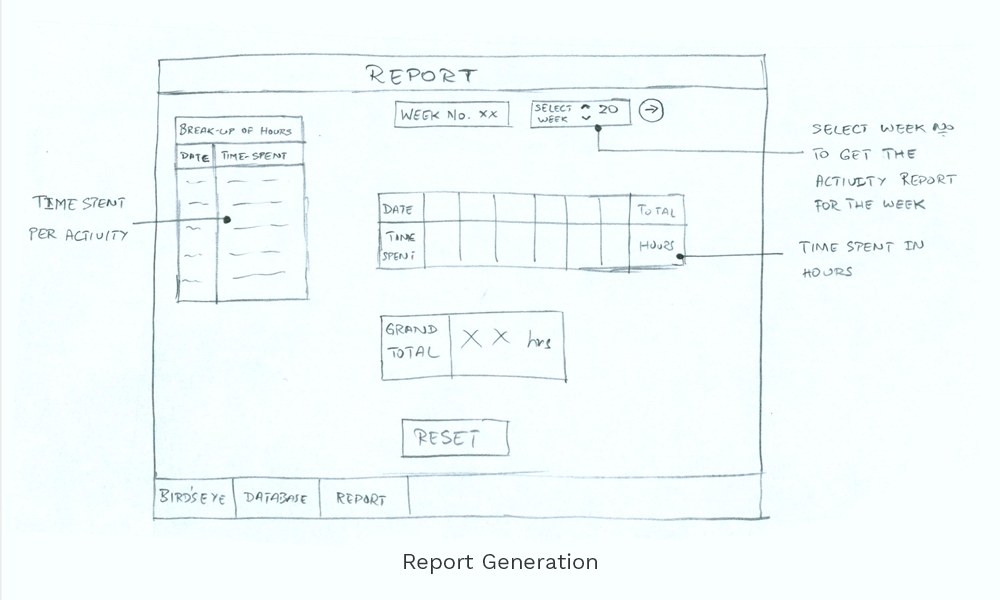 REPORT
WEEK No. XX
SELECT
WEEK
20
BREAK-UP OF HOURS
DATE
TIME-SPENT
SELECT WEEK No
TO GET THE
ACTIVITY REPORT
FOR THE WEEK
TIME SPENT
PER ACTIVITY
DATE
TOTAL
TIME
SPENT
HOURS
TIME SPENT IN
HOURS
GRAND
TOTAL
X X hrs
RESET
BIRD'S EYE
DATABASE
REPORT
Report Generation